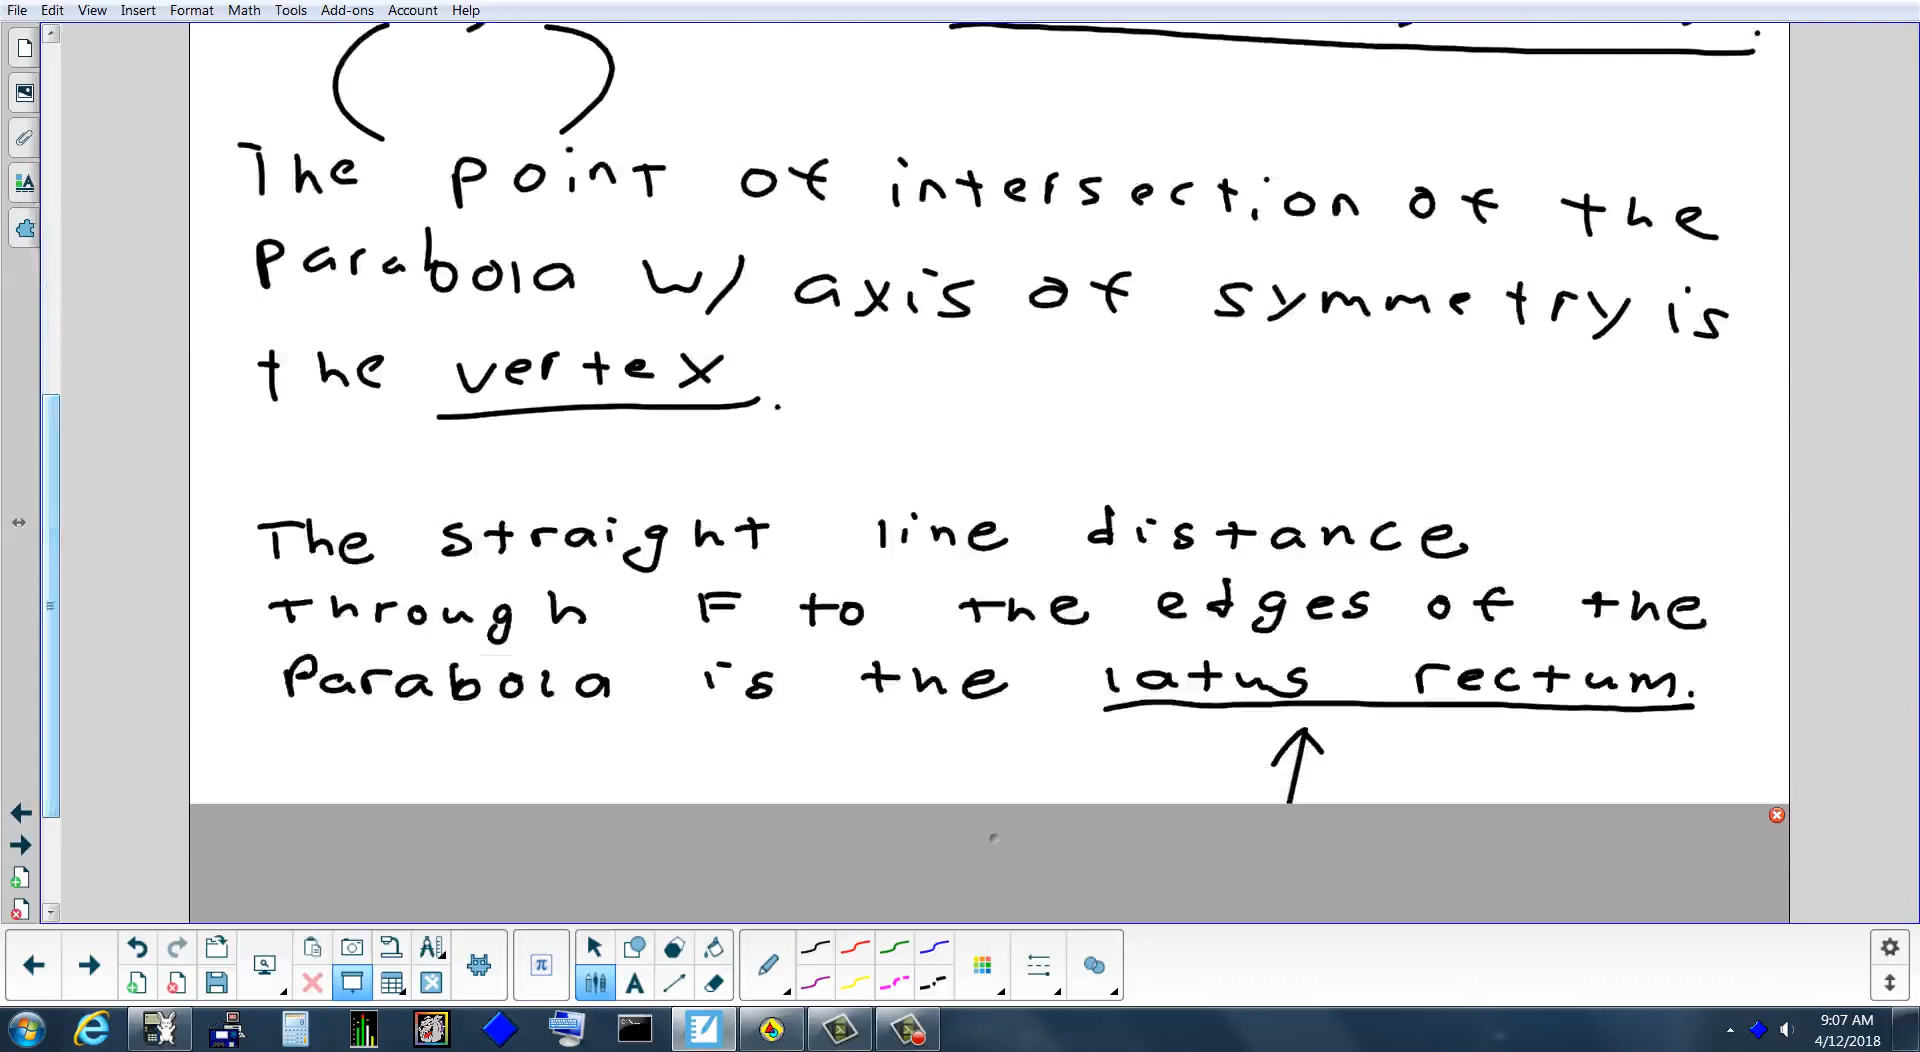 File Edit View Insert Format Math Tools Add-ons Account Help
The point of intersection of the
parabola w/ axis of symmetry is
the vertex.
The straight line distance
through F to the edges of the
Parabola is the latus rectum.
9:07 AM
4/12/2018